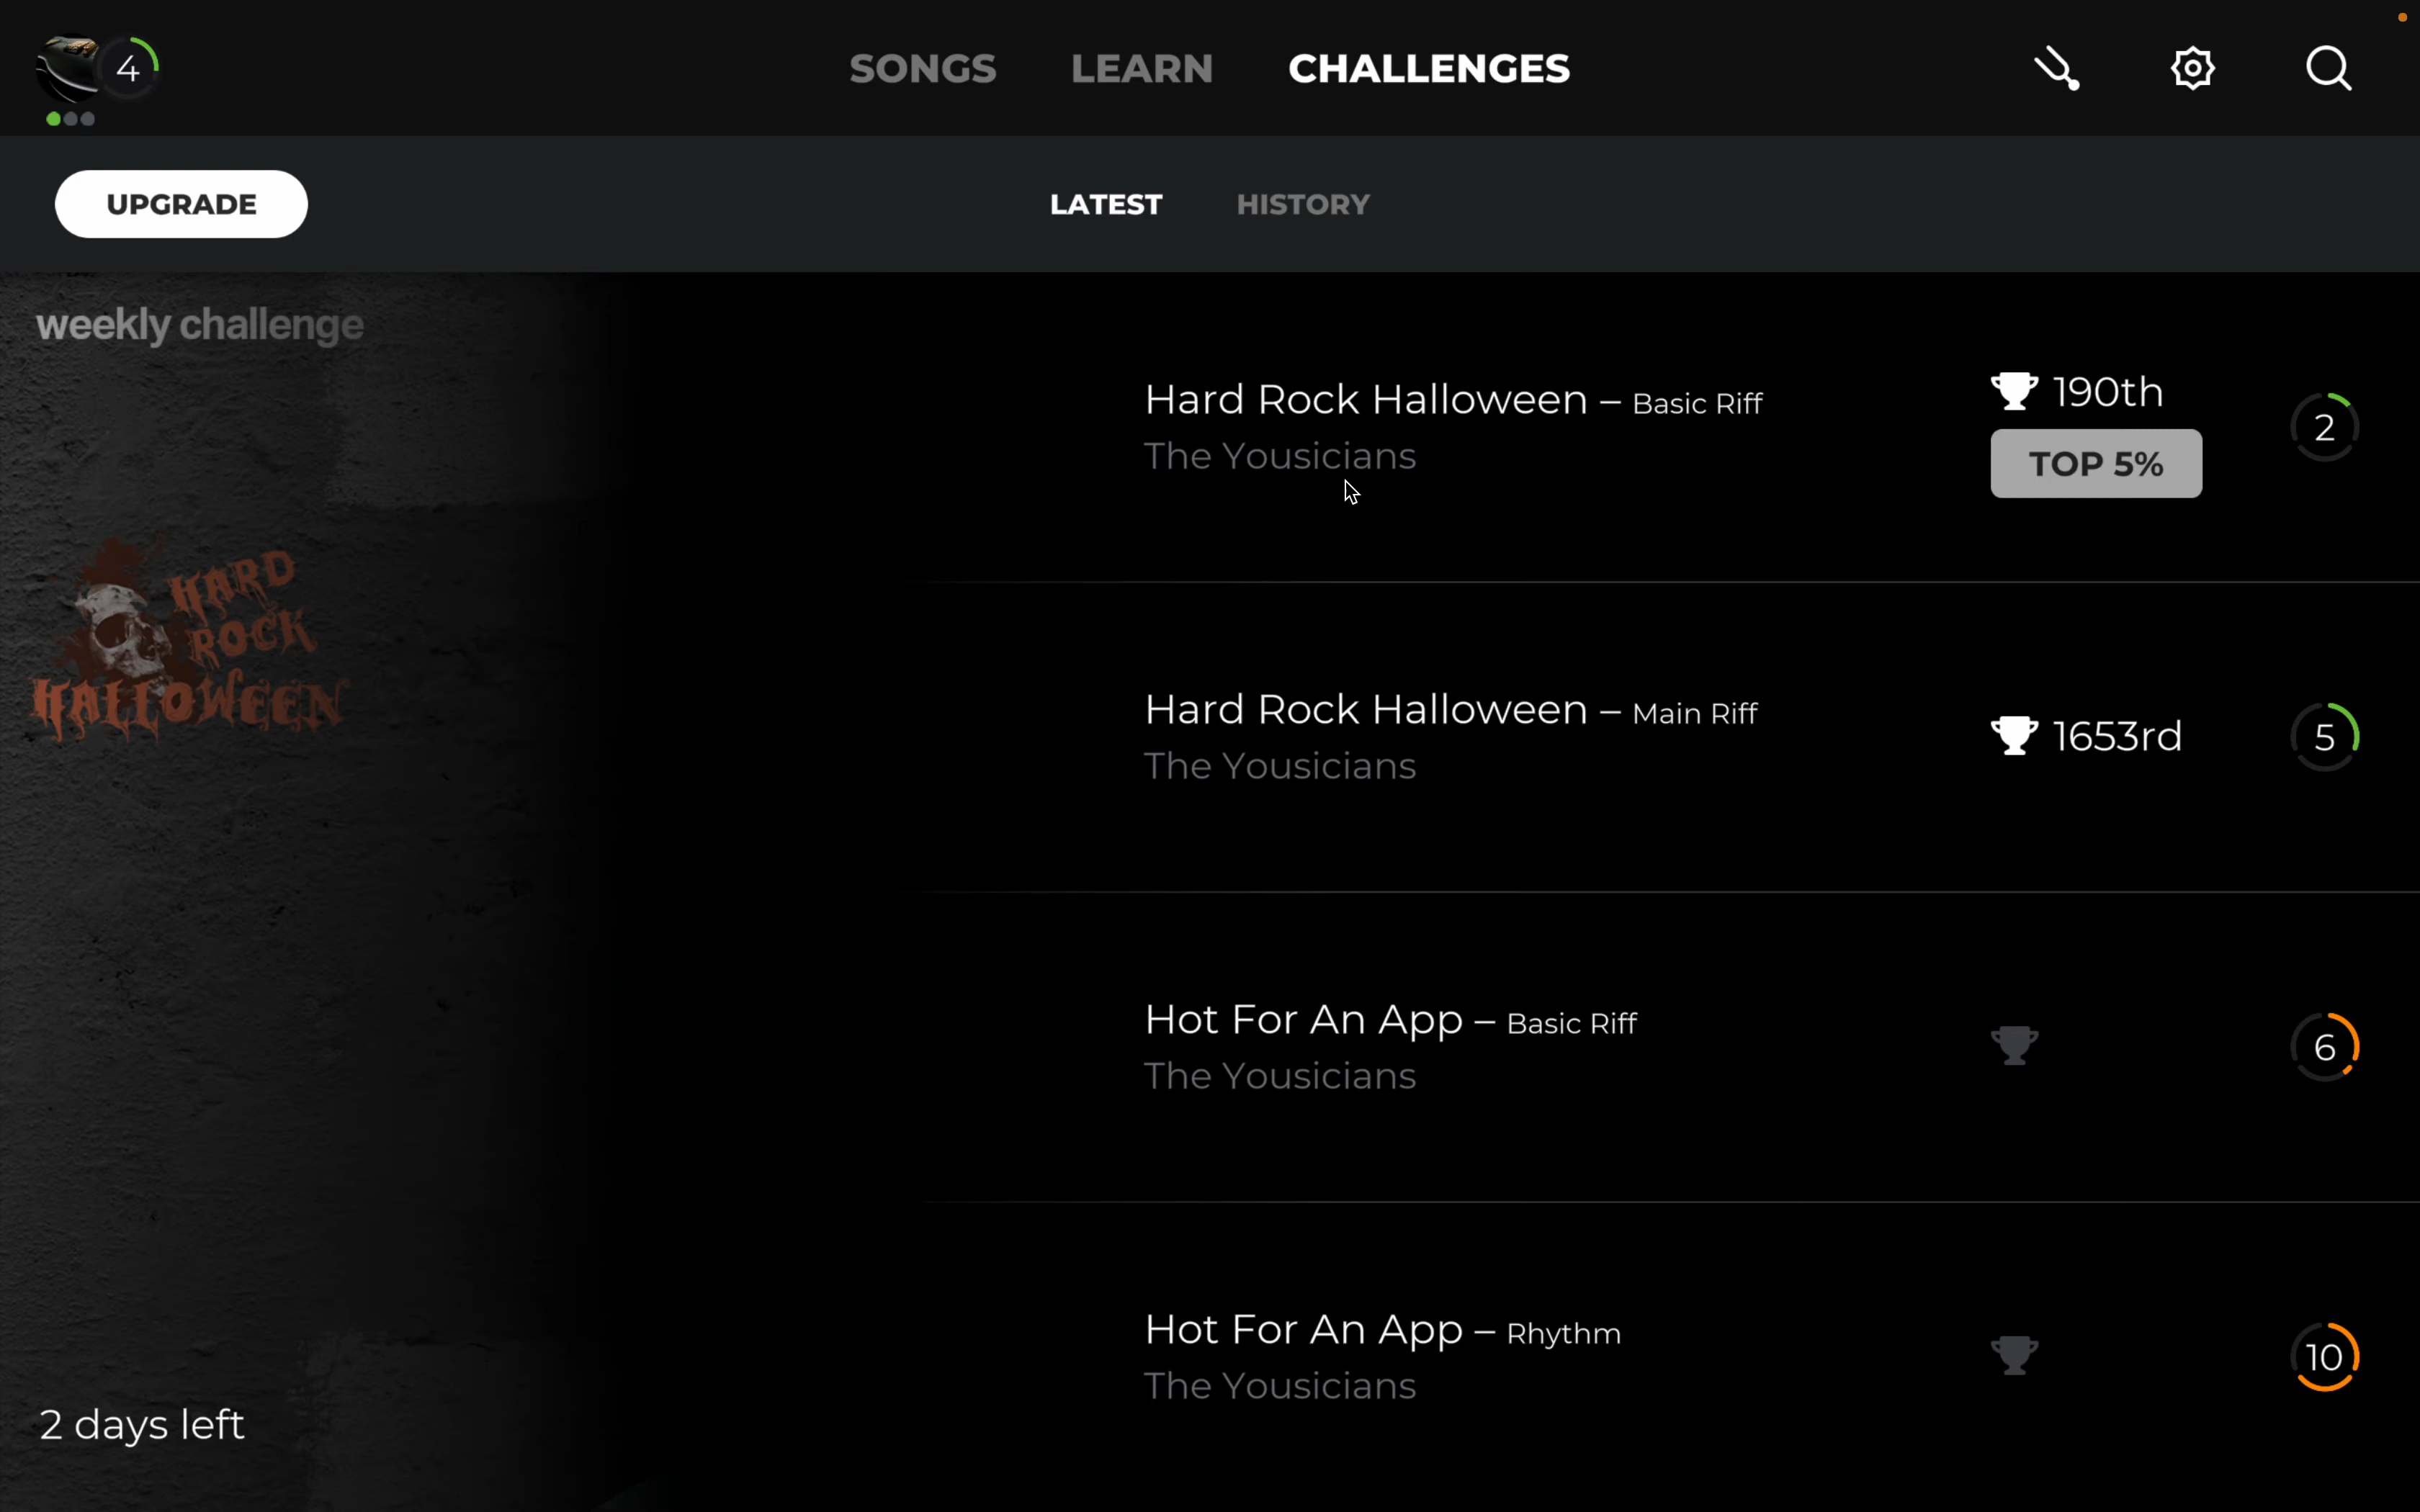 4
SONGS
LEARN
CHALLENGES
UPGRADE
LATEST
HISTORY
weekly challenge
HARD
ROCK
HALLOWEEN
2 days left
Hard Rock Halloween – Basic Riff
The Yousicians
190th
TOP 5%
2
Hard Rock Halloween – Main Riff
The Yousicians
1653rd
5
Hot For An App – Basic Riff
The Yousicians
6
Hot For An App – Rhythm
The Yousicians
10